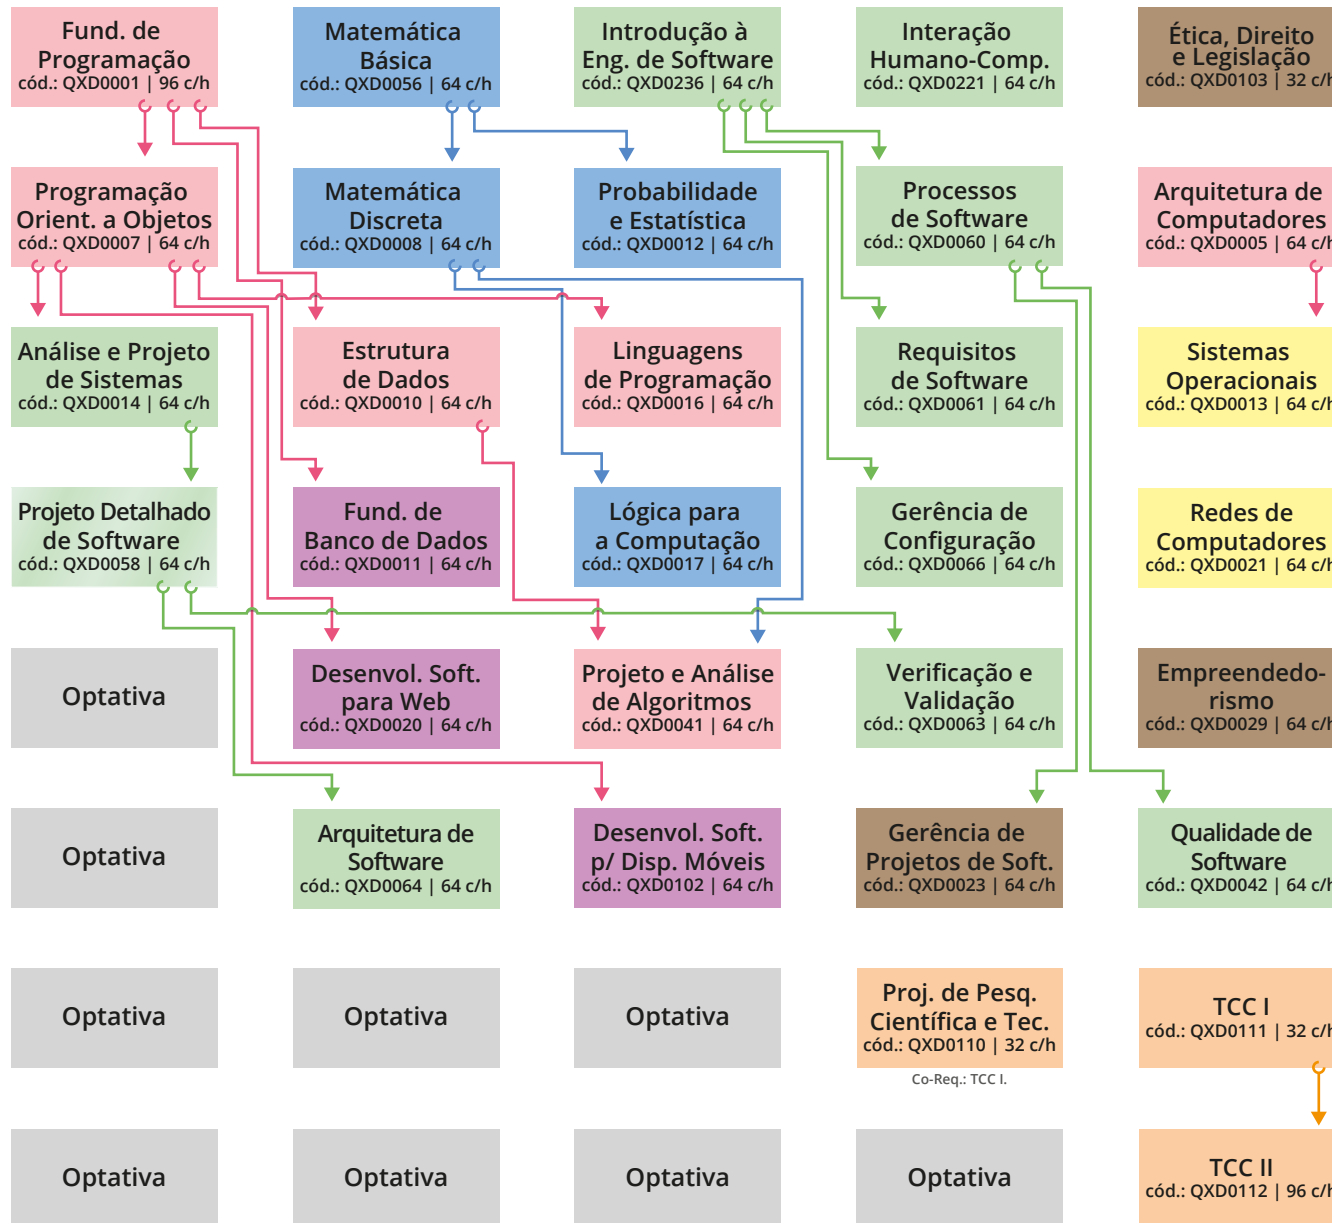 Fund. de
Programação
cód.: QXD0001 | 96 c/h
Matemática
Básica
cód.: QXD0056 | 64 c/h
Introdução à
Eng. de Software
cód.: QXD0236 | 64 c/h
Interação
Humano-Comp.
cód.: QXD0221 | 64 c/h
Ética, Direito
e Legislação
cód.: QXD0103 | 32 c/h
Programação
Orient. a Objetos
cód.: QXD0007 | 64 c/h
Matemática
Discreta
cód.: QXD0008 | 64 c/h
Probabilidade
e Estatística
cód.: QXD0012 | 64 c/h
Processos
de Software
cód.: QXD0060 | 64 c/h
Arquitetura de
Computadores
cód.: QXD0005 | 64 c/h
Análise e Projeto
de Sistemas
cód.: QXD0014 | 64 c/h
Estrutura
de Dados
cód.: QXD0010 | 64 c/h
Linguagens
de Programação
cód.: QXD0016 | 64 c/h
Requisitos
de Software
cód.: QXD0061 | 64 c/h
Sistemas
Operacionais
cód.: QXD0013 | 64 c/h
Projeto Detalhado
de Software
cód.: QXD0058 | 64 c/h
Fund. de
Banco de Dados
cód.: QXD0011 | 64 c/h
Lógica para
a Computação
cód.: QXD0017 | 64 c/h
Gerência de
Configuração
cód.: QXD0066 | 64 c/h
Redes de
Computadores
cód.: QXD0021 | 64 c/h
Optativa
Desenvol. Soft.
para Web
cód.: QXD0020 | 64 c/h
Projeto e Análise
de Algoritmos
cód.: QXD0041 | 64 c/h
Verificação e
Validação
cód.: QXD0063 | 64 c/h
Empreendedo-
rismo
cód.: QXD0029 | 64 c/h
Optativa
Arquitetura de
Software
cód.: QXD0064 | 64 c/h
Desenvol. Soft.
p/ Disp. Móveis
cód.: QXD0102 | 64 c/h
Gerência de
Projetos de Soft.
cód.: QXD0023 | 64 c/h
Qualidade de
Software
cód.: QXD0042 | 64 c/h
Optativa
Optativa
Optativa
Proj. de Pesq.
Científica e Tec.
cód.: QXD0110 | 32 c/h
Co-Req.: TCC I.
TCC I
cód.: QXD0111 | 32 c/h
Optativa
Optativa
Optativa
Optativa
TCC II
cód.: QXD0112 | 96 c/h